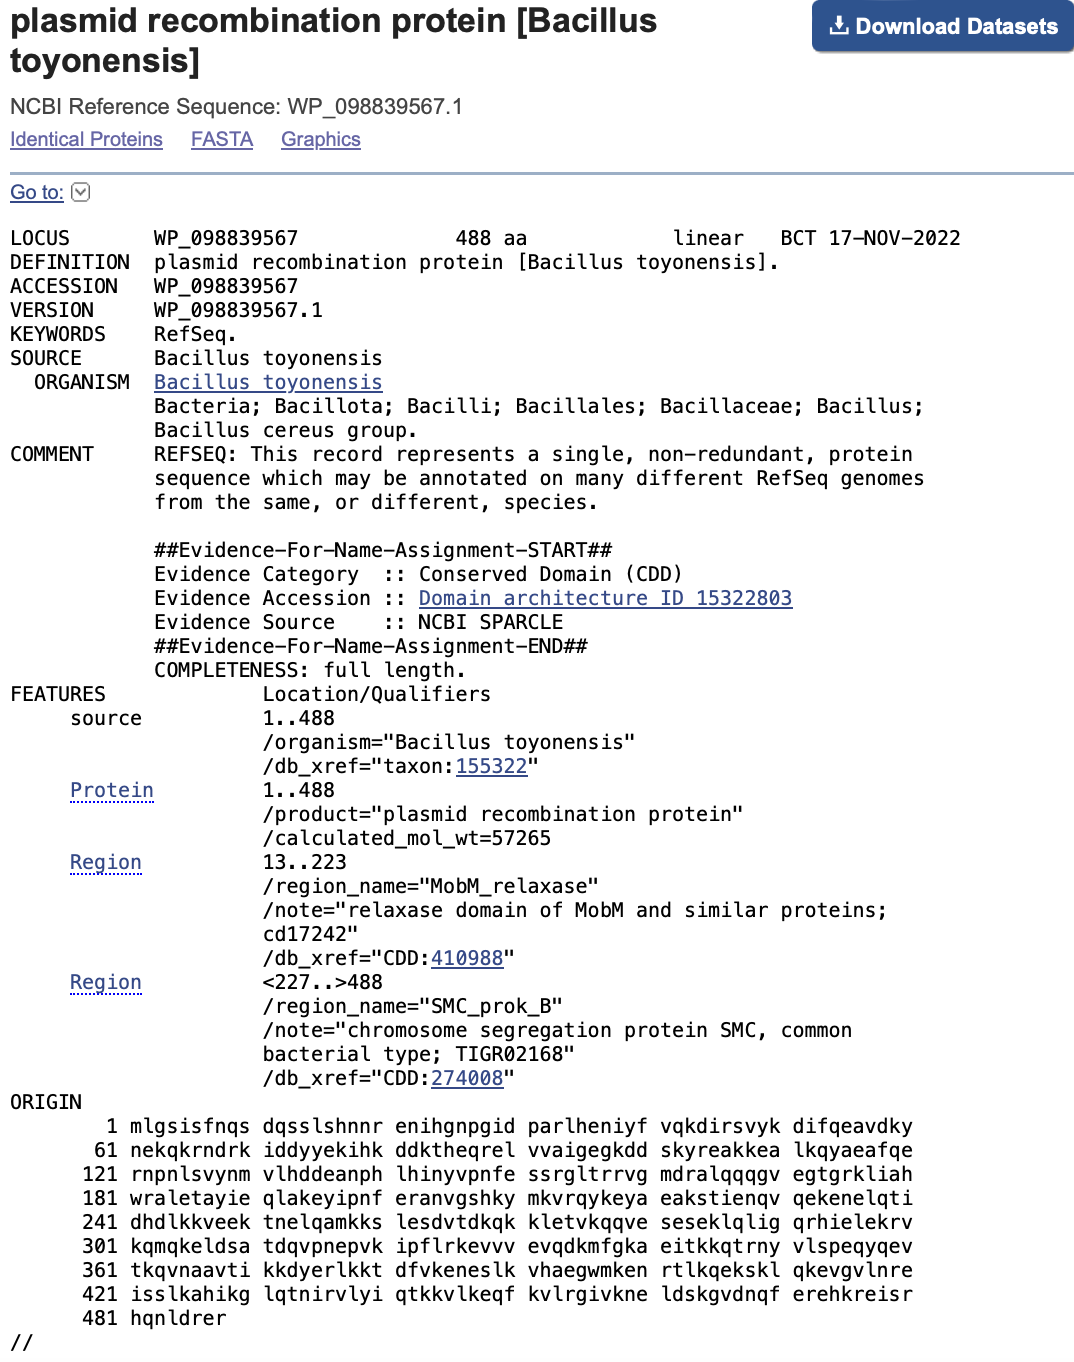 plasmid recombination protein [Bacillus
toyonensis]
Download Datasets
NCBI Reference Sequence: WP_098839567.1
Identical Proteins FASTA Graphics
Go to:
LOCUS WP_098839567 488 aa linear BCT 17-NOV-2022
DEFINITION plasmid recombination protein [Bacillus toyonensis].
ACCESSION WP_098839567
VERSION WP_098839567.1
KEYWORDS RefSeq.
SOURCE Bacillus toyonensis
ORGANISM Bacillus toyonensis
Bacteria; Bacillota; Bacilli; Bacillales; Bacillaceae; Bacillus;
Bacillus cereus group.
COMMENT REFSEQ: This record represents a single, non-redundant, protein
sequence which may be annotated on many different RefSeq genomes
from the same, or different, species.
##Evidence-For-Name-Assignment-START##
Evidence Category :: Conserved Domain (CDD)
Evidence Accession :: Domain architecture ID 15322803
Evidence Source :: NCBI SPARCLE
##Evidence-For-Name-Assignment-END##
COMPLETENESS: full length.
FEATURES Location/Qualifiers
source 1..488
/organism="Bacillus toyonensis"
/db_xref="taxon:155322"
Protein 1..488
/product="plasmid recombination protein"
/calculated_mol_wt=57265
Region 13..223
/region_name="MobM_relaxase"
/note="relaxase domain of MobM and similar proteins;
cd17242"
/db_xref="CDD:410988"
Region <227..>488
/region_name="SMC_prok_B"
/note="chromosome segregation protein SMC, common
bacterial type; TIGR02168"
/db_xref="CDD:274008"
ORIGIN
1 mlgsisfnqs dqsslshnnr enihgnpgid parlheniyf vqkdirsvyk difqeavdky
61 nekqkrndrk iddyyekihk ddktheqrel vvaigegkdd skyreakkea lkqyaeafqe
121 rnpnlsvynm vlhddeanph lhinyvpnfe ssrgltrrvg mdralqqqgv egtgrkliah
181 wraletayie qlakeyipnf eranvgshky mkvrqykeya eakstienqv qekenelqti
241 dhdlkkveek tnelqamkks lesdvtdkqk kletvkqqve seseklqlig qrhielekrv
301 kqmqkeldsa tdqvpnepvk ipflrkevvv evqdkmfgka eitkkqtrny vlspeqyqev
361 tkqvnaavti kkdyerlkkt dfvkeneslk vhaegwmken rtlkqekskl qkevgvlnre
421 isslkahikg lqtnirvlyi qtkkvlkeqf kvlrgivkne ldskgvdnqf erehkreisr
481 hqnldrer
//